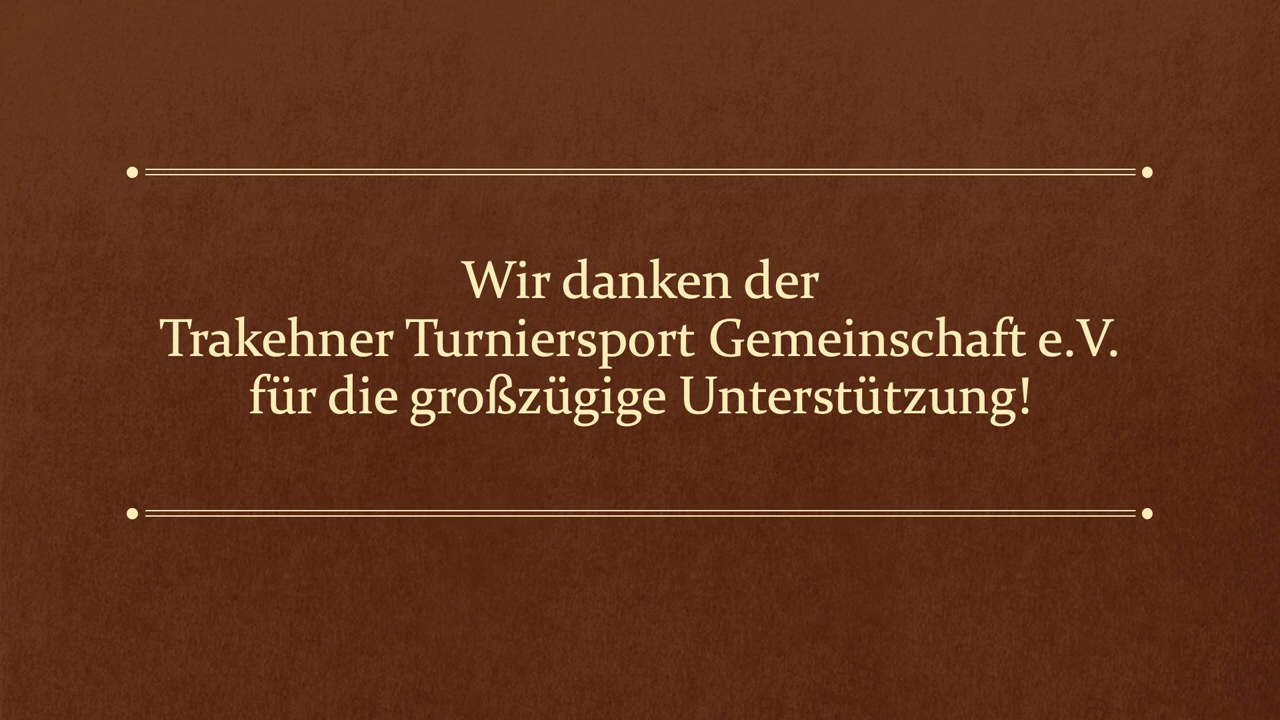 Wir danken der
Trakehner Turniersport Gemeinschaft e.V.
für die großzügige Unterstützung!